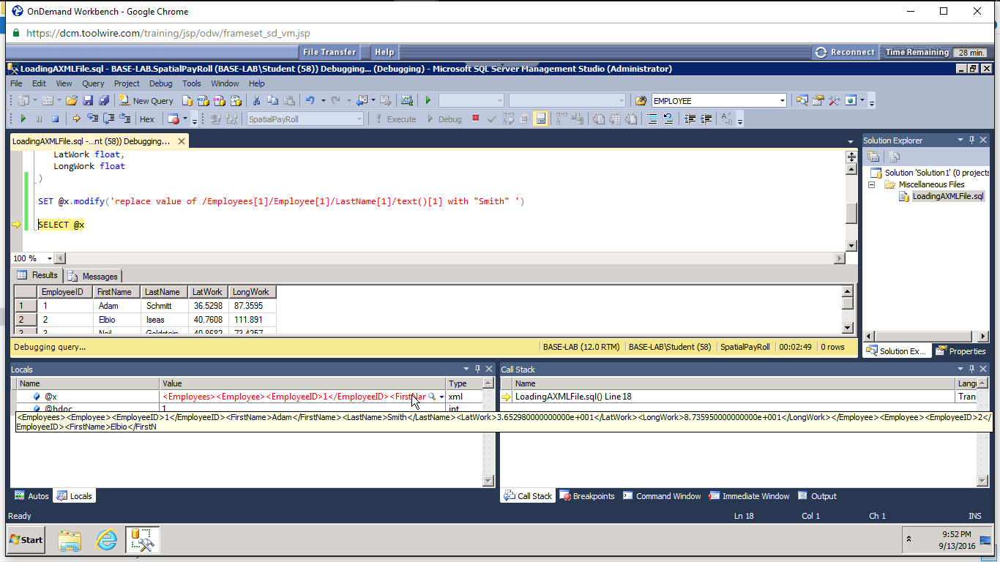 OnDemand Workbench - Google Chrome
https://dcm.toolwire.com/training/jsp/odw/frameset_sd_vm.jsp
File Transfer Help Reconnect Time Remaining 28 min.
LoadingAXMLFile.sql - BASE-LAB.SpatialPayRoll (BASE-LAB\Student (58)) Debugging... (Debugging) - Microsoft SQL Server Management Studio (Administrator)
File Edit View Query Project Debug Tools Window Help
New Query EMPLOYEE
Hex SpatialPayRoll Execute Debug
LoadingAXMLFile.sql -...nt (58)) Debugging...
LatWork float,
LongWork float
)
SET @x.modify('replace value of /Employees[1]/Employee[1]/LastName[1]/text()[1] with "Smith" ')
SELECT @x
100 %
Results Messages
EmployeeID FirstName LastName LatWork LongWork
1 1 Adam Schmitt 36.5298 87.3595
2 2 Elbio Iseas 40.7608 111.891
3 3 Neil Goldstein 40.8682 73.4257
Debugging query... BASE-LAB (12.0 RTM) BASE-LAB\Student (58) SpatialPayRoll 00:02:49 0 rows
Solution Explorer
Solution 'Solution1' (0 projects
Miscellaneous Files
LoadingAXMLFile.sql
Solution Ex... Properties
Locals
Name Value Type
@x <Employees><Employee><EmployeeID>1</EmployeeID><FirstNar xml
@hdoc 1 int
<Employees><Employee><EmployeeID>1</EmployeeID><FirstName>Adam</FirstName><LastName>Smith</LastName><LatWork>3.652980000000000e+001</LatWork><LongWork>8.735950000000000e+001</LongWork></Employee><Employee><EmployeeID>2</
EmployeeID><FirstName>Elbio</FirstN
Call Stack
Name Langu
LoadingAXMLFile.sql() Line 18 Tran
Autos Locals
Call Stack Breakpoints Command Window Immediate Window Output
Ready Ln 18 Col 1 Ch 1 INS
Start
9:52 PM
9/13/2016